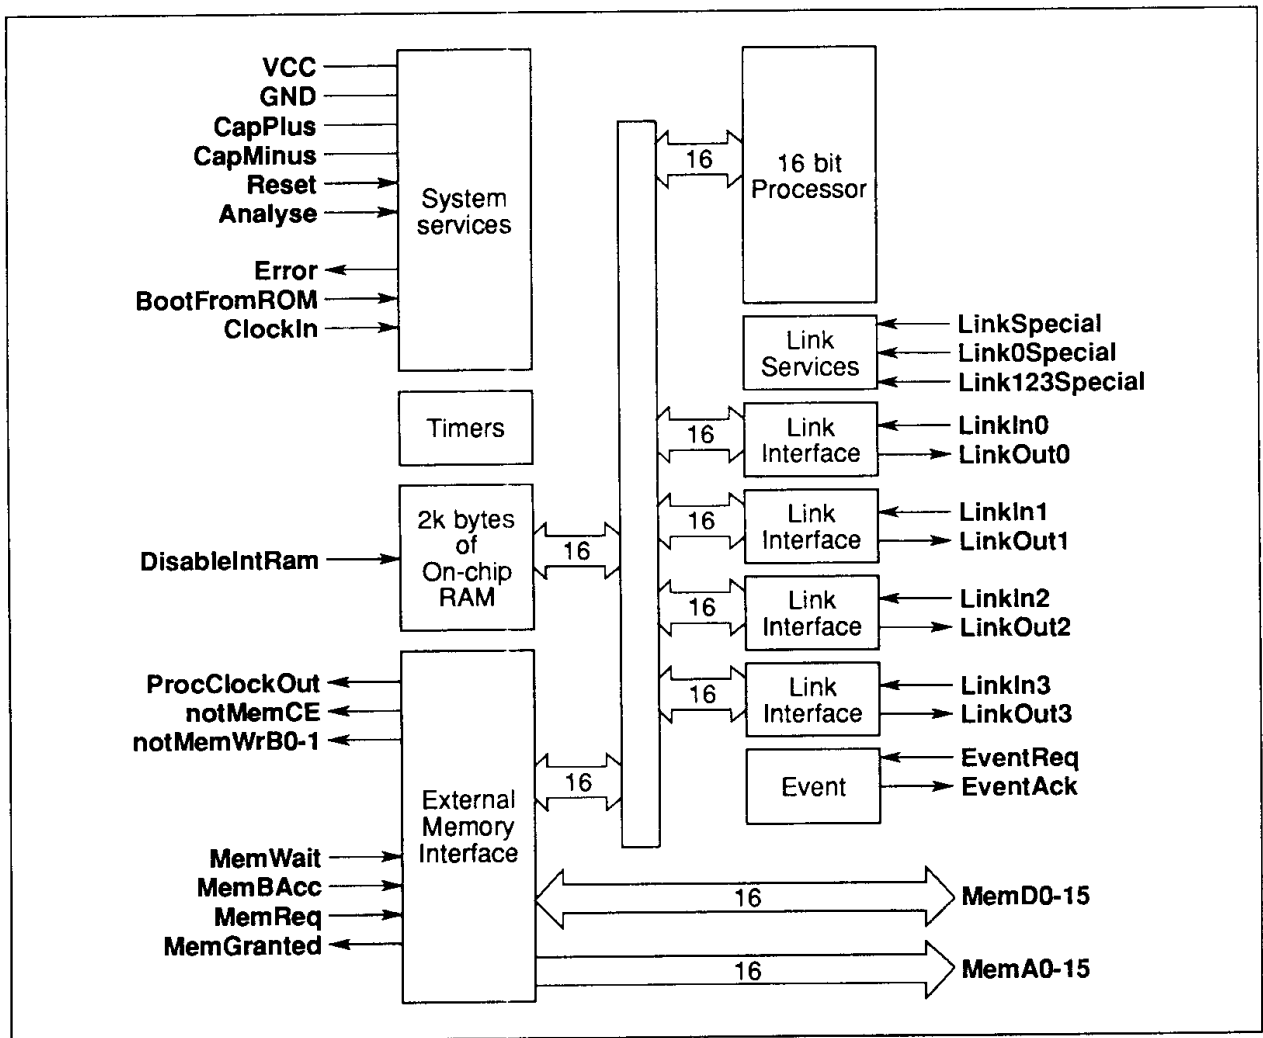 VCC
GND
CapPlus
CapMinus
Reset
Analyse
Error
BootFromROM
ClockIn
System
services
Timers
DisableIntRam
2k bytes
of
On-chip
RAM
16
ProcClockOut
notMemCE
notMemWrB0-1
MemWait
MemBAcc
MemReq
MemGranted
External
Memory
Interface
16
16
16 bit
Processor
Link
Services
LinkSpecial
Link0Special
Link123Special
16
Link
Interface
LinkIn0
LinkOut0
16
Link
Interface
LinkIn1
LinkOut1
16
Link
Interface
LinkIn2
LinkOut2
16
Link
Interface
LinkIn3
LinkOut3
Event
EventReq
EventAck
16
MemD0-15
16
MemA0-15